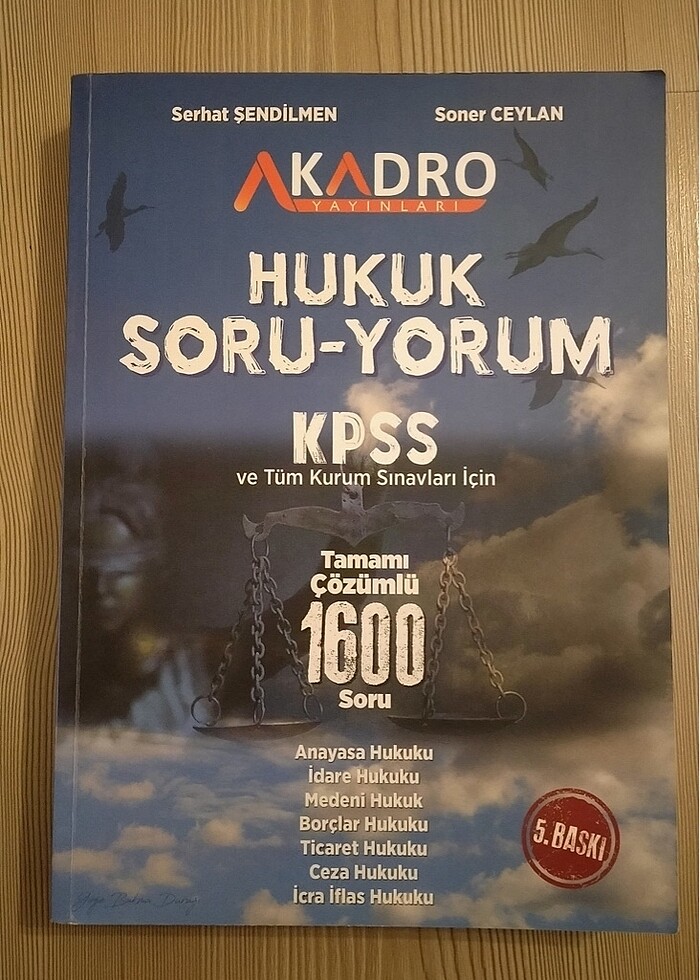 Serhat ŞENDİLMEN
Soner CEYLAN
AKADRO
YAYINLARI
HUKUK
SORU-YORUM
KPSS
ve Tüm Kurum Sınavları İçin
Tamamı
Çözümlü
1600
Soru
Anayasa Hukuku
İdare Hukuku
Medeni Hukuk
Borçlar Hukuku
Ticaret Hukuku
Ceza Hukuku
İcra İflas Hukuku
5. BASKI